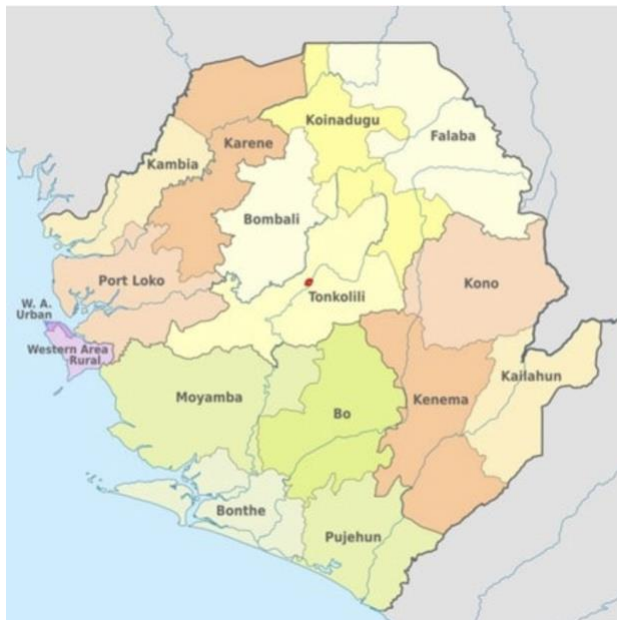 Koinadugu
Falaba
Karene
Kambia
Bombali
Port Loko
Kono
Tonkolili
W. A.
Urban
Western Area
Rural
Kailahun
Moyamba
Kenema
Bo
Bonthe
Pujehun